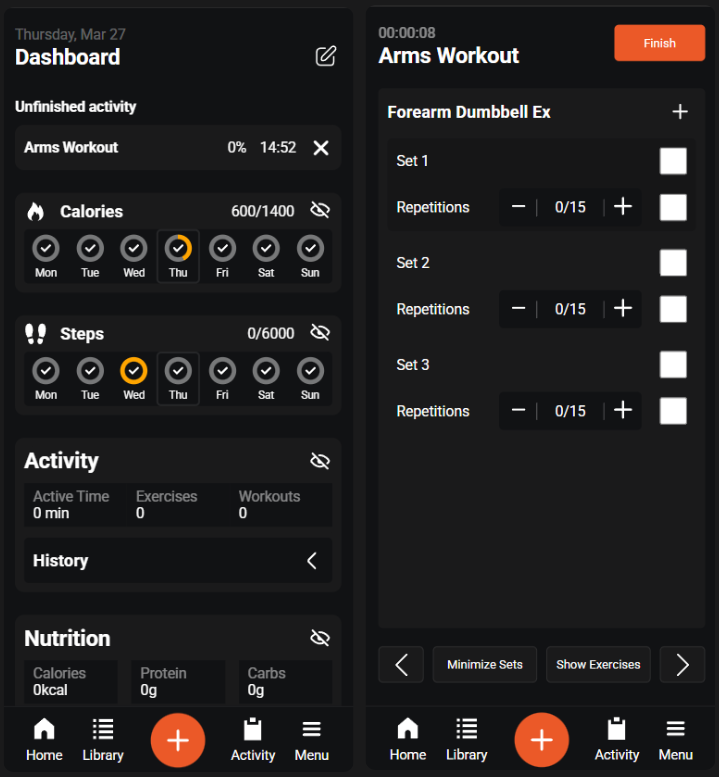 Thursday, Mar 27
Dashboard
Unfinished activity
Arms Workout 0% 14:52
Calories 600/1400
Mon Tue Wed Thu Fri Sat Sun
Steps 0/6000
Mon Tue Wed Thu Fri Sat Sun
Activity
Active Time Exercises Workouts
0 min 0 0
History
Nutrition
Calories Protein Carbs
0kcal 0g 0g
Home Library Activity Menu
00:00:08
Arms Workout
Finish
Forearm Dumbbell Ex
Set 1
Repetitions 0/15
Set 2
Repetitions 0/15
Set 3
Repetitions 0/15
Minimize Sets Show Exercises
Home Library Activity Menu